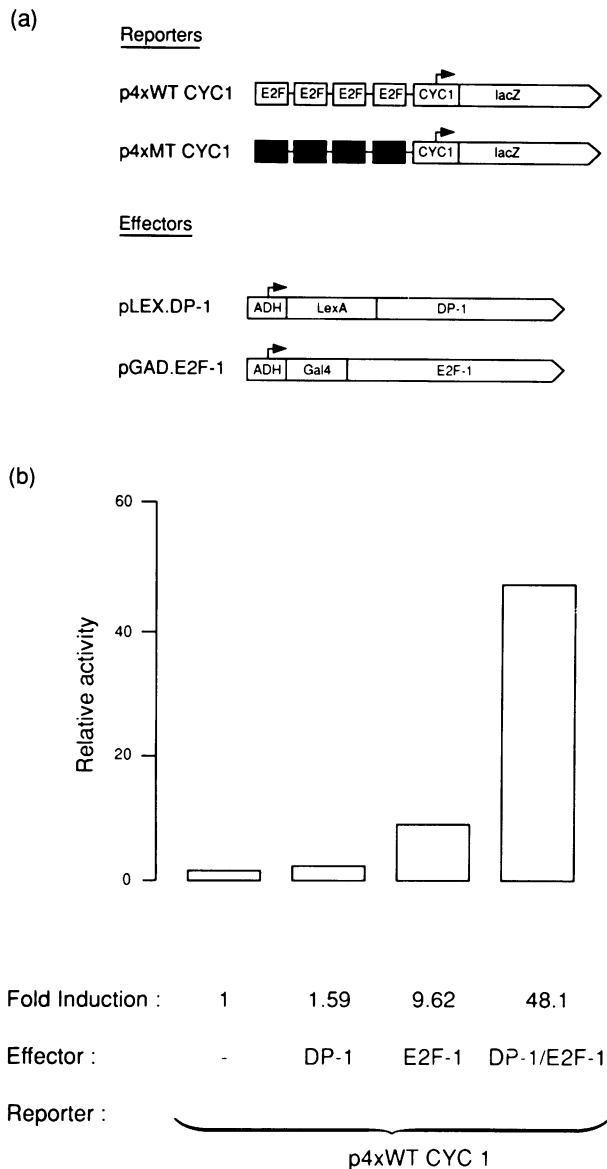 (a)
Reporters
p4xWT CYC1
E2F E2F E2F E2F CYC1 lacZ
p4xMT CYC1
CYC1 lacZ
Effectors
pLEX.DP-1
ADH LexA DP-1
pGAD.E2F-1
ADH Gal4 E2F-1
(b)
60
40
20
0
Relative activity
Fold Induction : 1 1.59 9.62 48.1
Effector : - DP-1 E2F-1 DP-1/E2F-1
Reporter :
p4xWT CYC 1